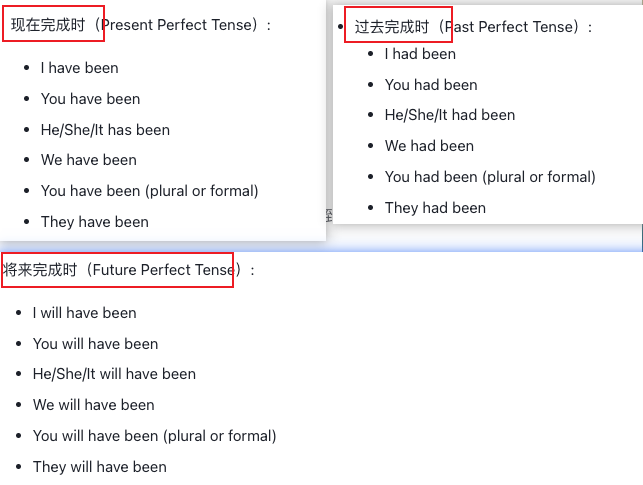 现在完成时（Present Perfect Tense）:
I have been
You have been
He/She/It has been
We have been
You have been (plural or formal)
They have been
过去完成时（Past Perfect Tense）:
I had been
You had been
He/She/It had been
We had been
You had been (plural or formal)
They had been
将来完成时（Future Perfect Tense）:
I will have been
You will have been
He/She/It will have been
We will have been
You will have been (plural or formal)
They will have been